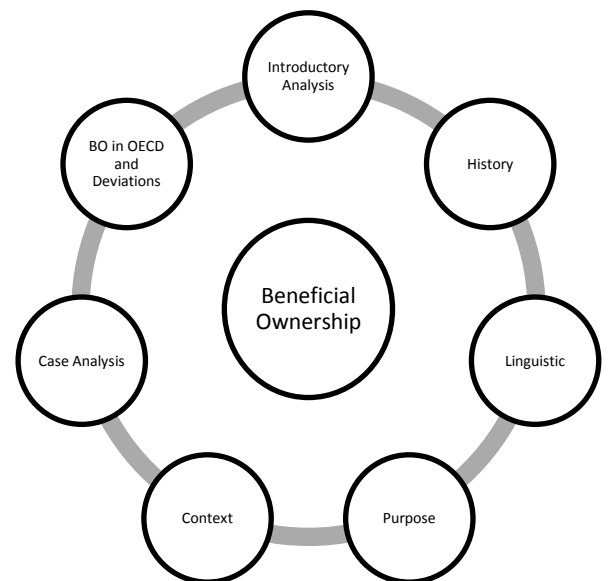 Introductory
Analysis
History
Linguistic
Purpose
Context
Case Analysis
BO in OECD
and
Deviations
Beneficial
Ownership